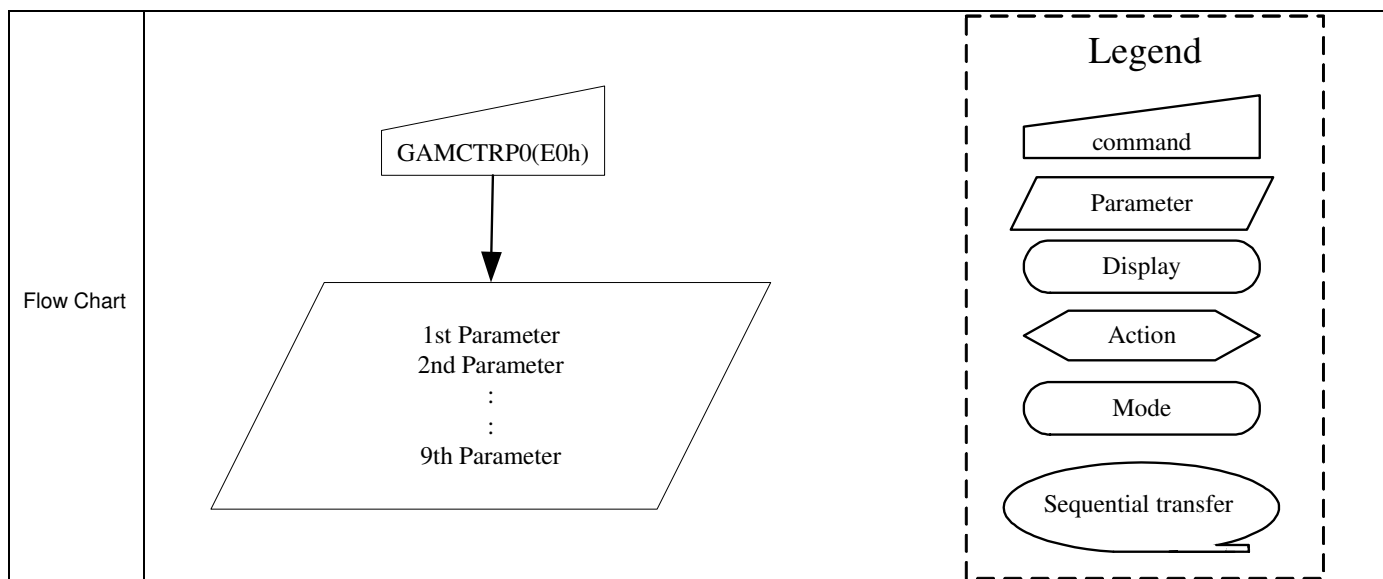 Flow Chart
GAMCTRP0(E0h)
1st Parameter
2nd Parameter
:
:
9th Parameter
Legend
command
Parameter
Display
Action
Mode
Sequential transfer